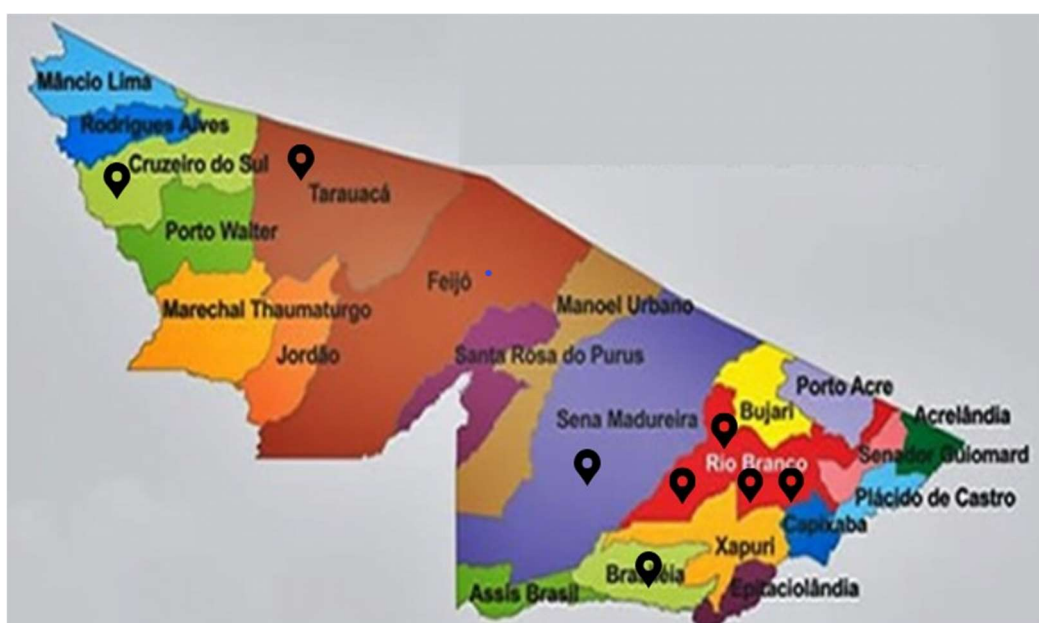 Mâncio Lima
Rodrigues Alves
Cruzeiro do Sul
Tarauacá
Porto Walter
Feijó
Marechal Thaumaturgo
Manoel Urbano
Jordão
Santa Rosa do Purus
Porto Acre
Bujari
Acrelândia
Sena Madureira
Senador Guiomard
Rio Branco
Plácido de Castro
Capixaba
Xapuri
Assis Brasil
Epitaciolândia